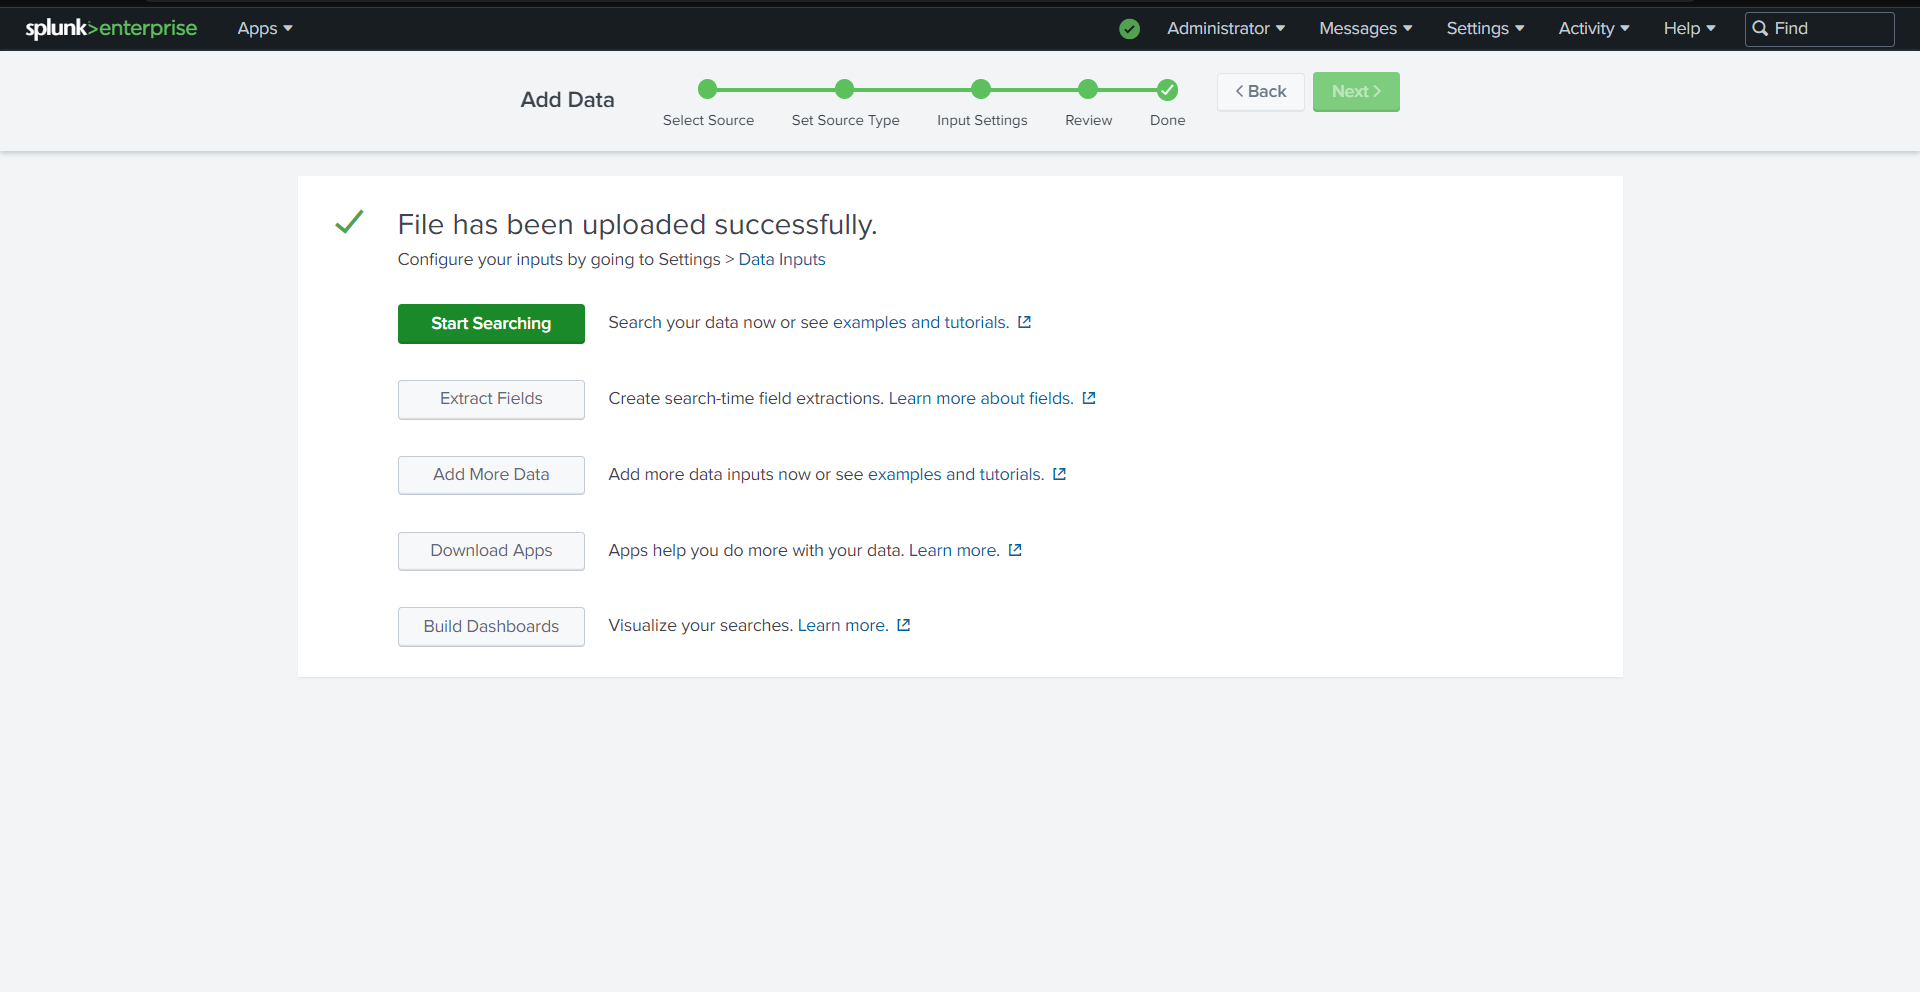 splunk>enterprise Apps Administrator Messages Settings Activity Help Find
Add Data
Select Source Set Source Type Input Settings Review Done
Back Next
File has been uploaded successfully.
Configure your inputs by going to Settings > Data Inputs
Start Searching Search your data now or see examples and tutorials.
Extract Fields Create search-time field extractions. Learn more about fields.
Add More Data Add more data inputs now or see examples and tutorials.
Download Apps Apps help you do more with your data. Learn more.
Build Dashboards Visualize your searches. Learn more.